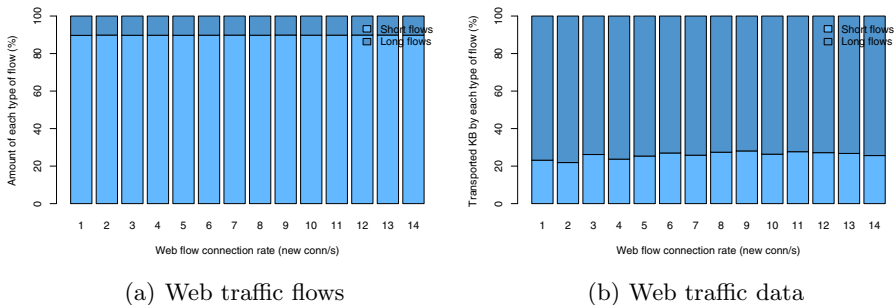 Amount of each type of flow (%)
0 20 40 60 80 100
Short flows
Long flows
1 2 3 4 5 6 7 8 9 10 11 12 13 14
Web flow connection rate (new conn/s)
(a) Web traffic flows
Transported KB by each type of flow (%)
0 20 40 60 80 100
Short flows
Long flows
1 2 3 4 5 6 7 8 9 10 11 12 13 14
Web flow connection rate (new conn/s)
(b) Web traffic data